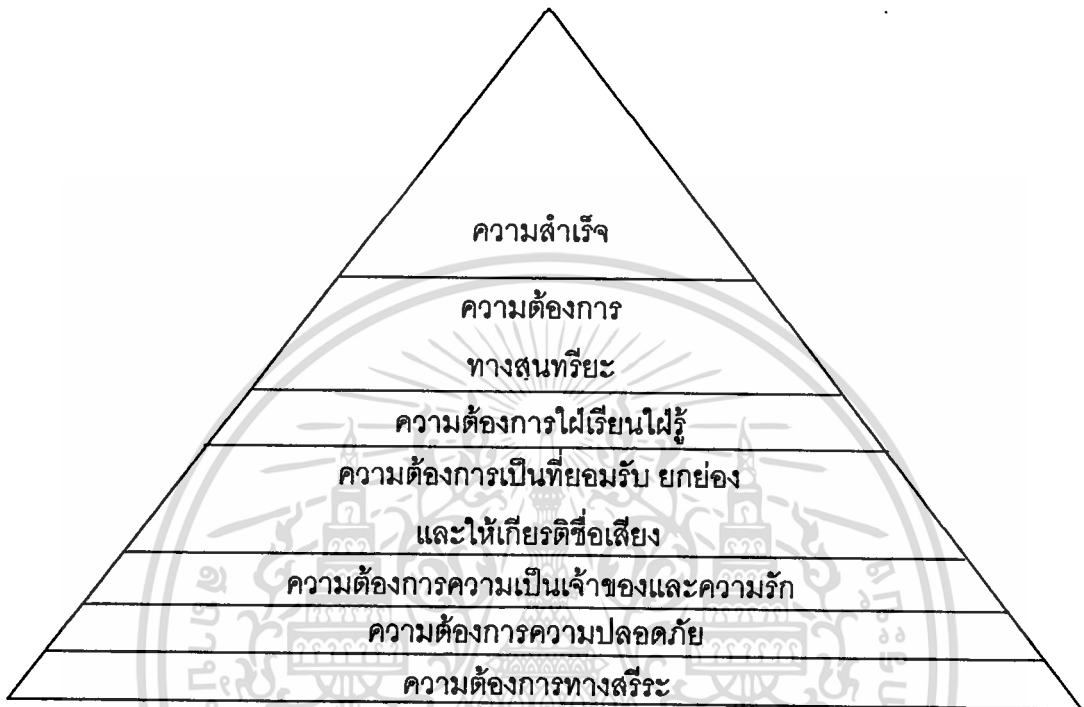 ความสำเร็จ
ความต้องการ
ทางสุนทรียะ
ความต้องการใฝ่เรียนใฝ่รู้
ความต้องการเป็นที่ยอมรับ ยกย่อง
และให้เกียรติชื่อเสียง
ความต้องการความเป็นเจ้าของและความรัก
ความต้องการความปลอดภัย
ความต้องการทางสรีระ